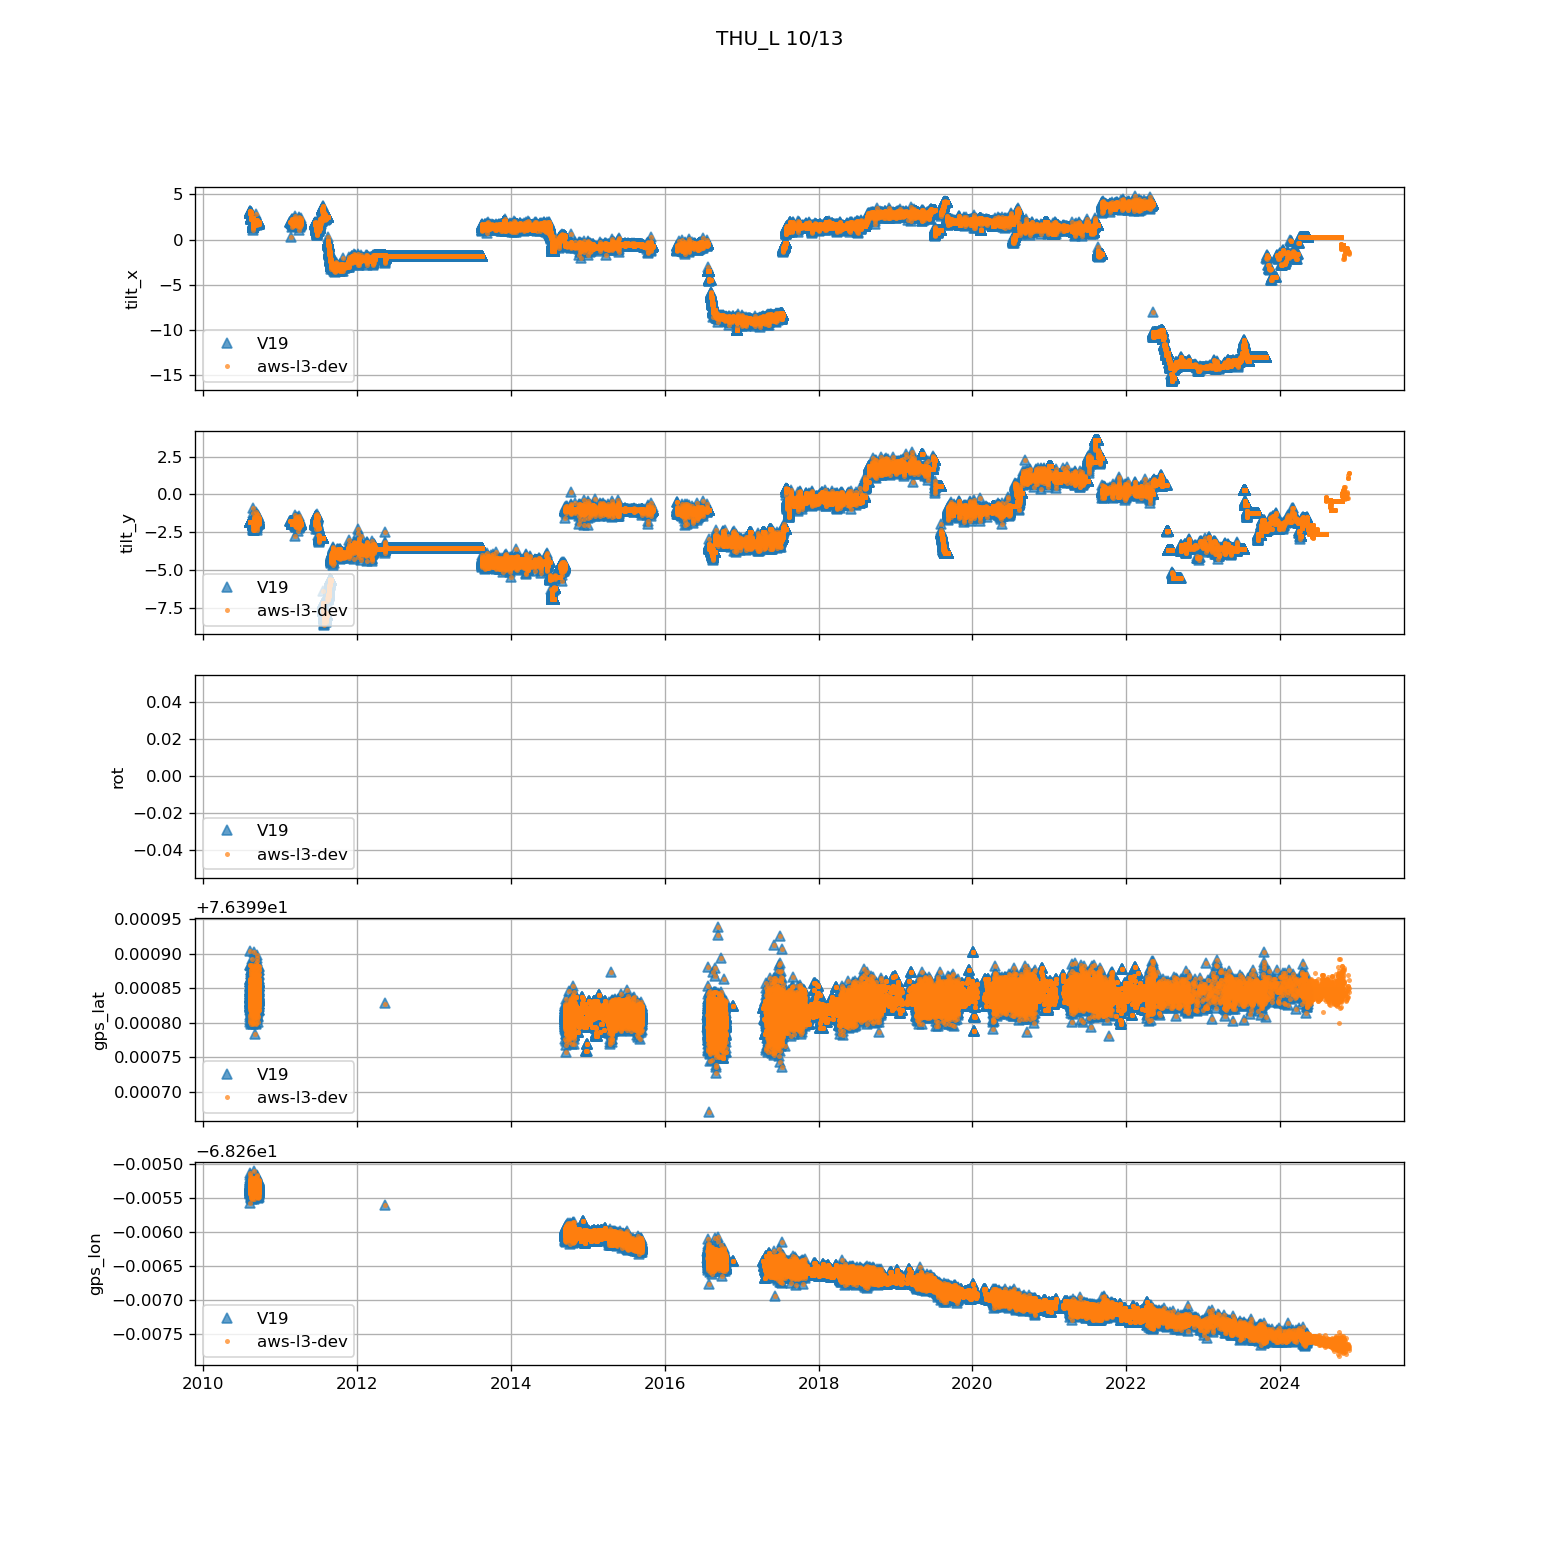 THU_L 10/13
5
0
−5
−10
−15
tilt_x
V19
aws-l3-dev
2.5
0.0
−2.5
−5.0
−7.5
tilt_y
V19
aws-l3-dev
0.04
0.02
0.00
−0.02
−0.04
rot
V19
aws-l3-dev
+7.6399e1
0.00095
0.00090
0.00085
0.00080
0.00075
0.00070
gps_lat
V19
aws-l3-dev
−6.826e1
−0.0050
−0.0055
−0.0060
−0.0065
−0.0070
−0.0075
gps_lon
V19
aws-l3-dev
2010 2012 2014 2016 2018 2020 2022 2024